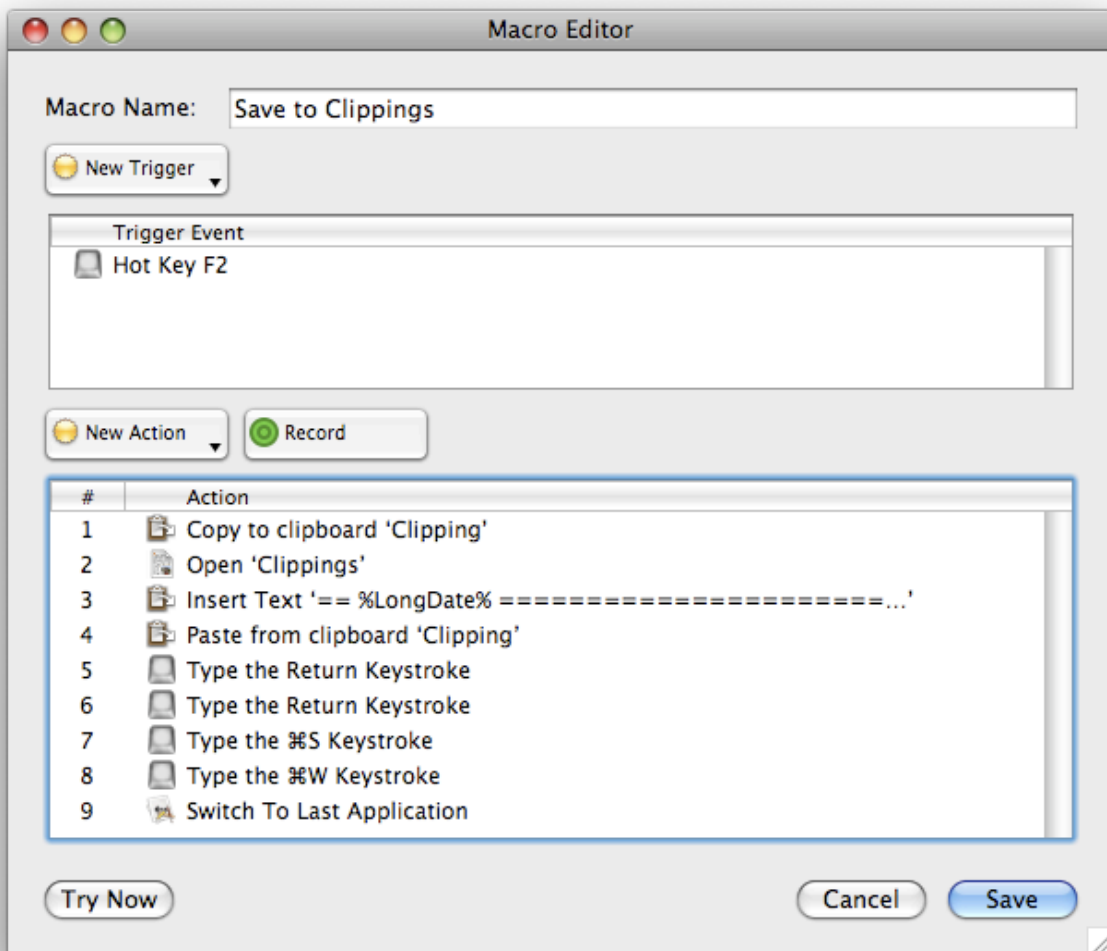 Macro Editor
Macro Name: Save to Clippings
New Trigger
Trigger Event
Hot Key F2
New Action Record
# Action
1 Copy to clipboard ‘Clipping’
2 Open ‘Clippings’
3 Insert Text ‘== %LongDate% ======================...’
4 Paste from clipboard ‘Clipping’
5 Type the Return Keystroke
6 Type the Return Keystroke
7 Type the ⌘S Keystroke
8 Type the ⌘W Keystroke
9 Switch To Last Application
Try Now Cancel Save